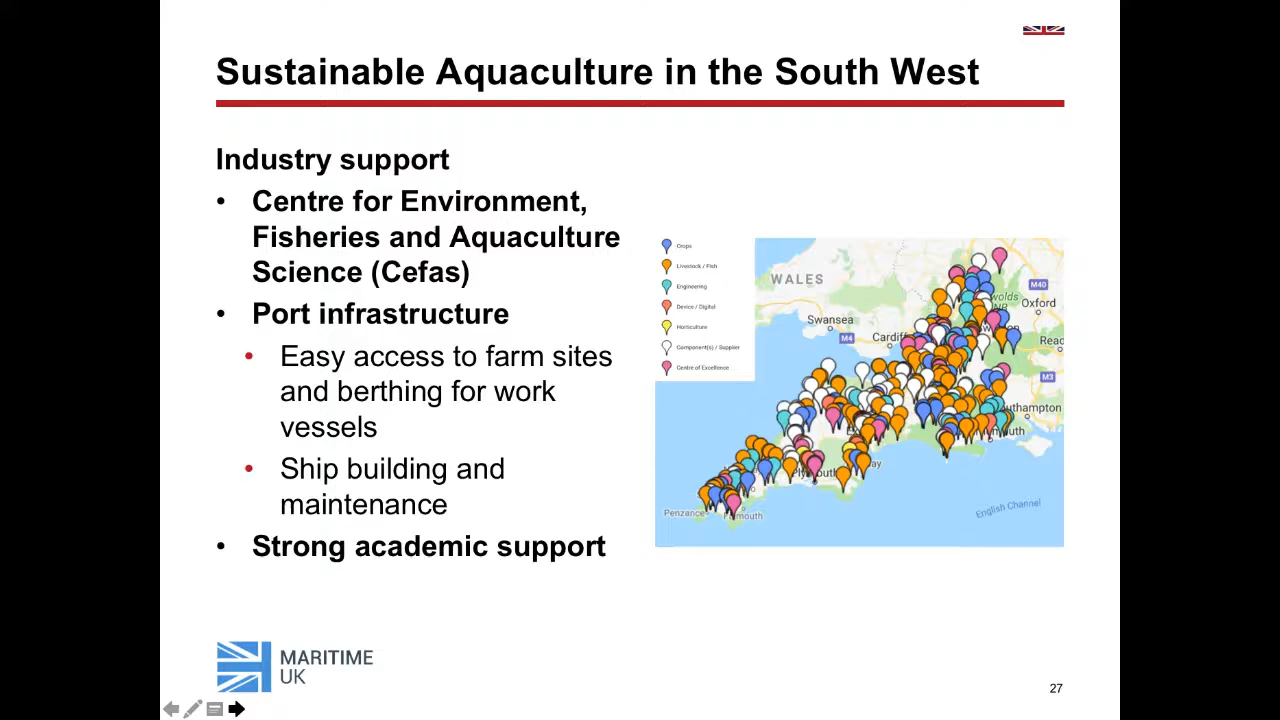 Sustainable Aquaculture in the South West
Industry support
• Centre for Environment,
Fisheries and Aquaculture
Science (Cefas)
• Port infrastructure
• Easy access to farm sites
and berthing for work
vessels
• Ship building and
maintenance
• Strong academic support
Crops
Livestock / Fish
Engineering
Device / Digital
Horticulture
Component(s) / Supplier
Centre of Excellence
WALES
M40
Oxford
Swansea
M4
Cardiff
M3
English Channel
Penzance
MARITIME
UK
27